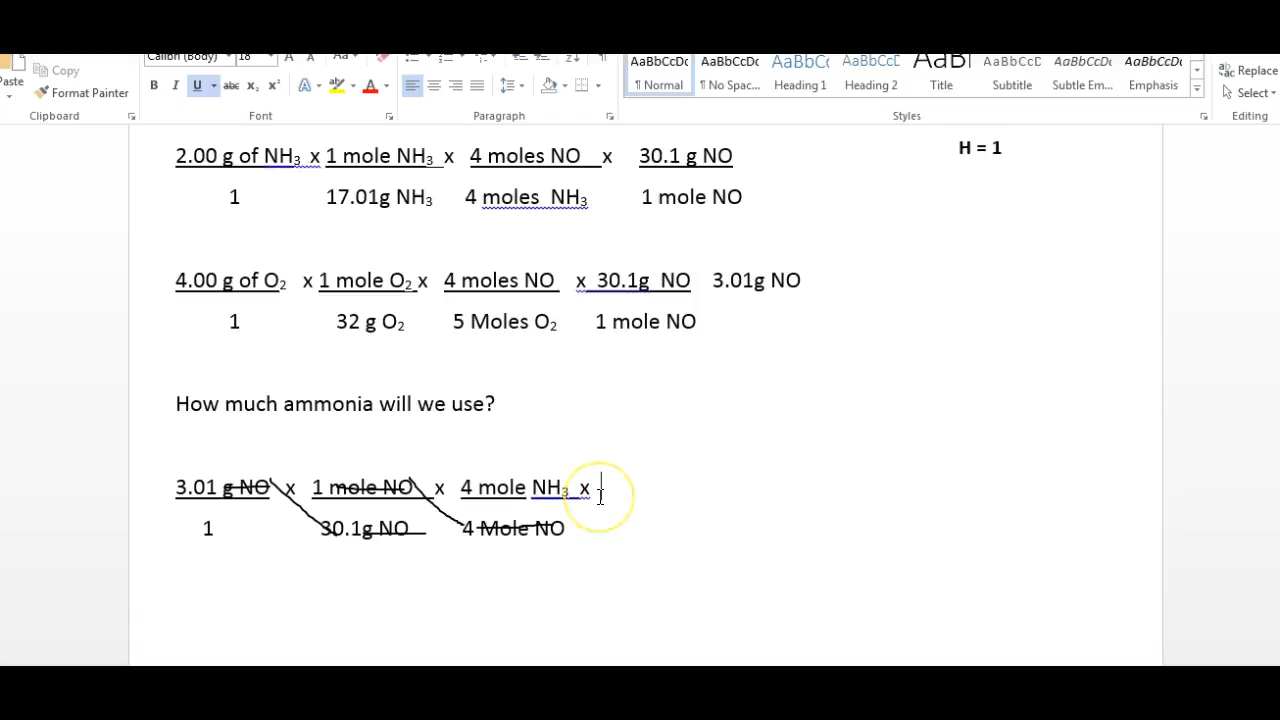 Calibri (Body) 18 A A Aa
Paste Copy AaBbCcDc AaBbCcDc AaBbCc AaBbCcC AaBl AaBbCcC AaBbCcDc AaBbCcDc Replace
Format Painter B I U abc x₂ x² A A ¶ Normal ¶ No Spac... Heading 1 Heading 2 Title Subtitle Subtle Em... Emphasis Select
Clipboard Font Paragraph Styles Editing
2.00 g of NH₃ x 1 mole NH₃ x 4 moles NO x 30.1 g NO H = 1
1 17.01g NH₃ 4 moles NH₃ 1 mole NO
4.00 g of O₂ x 1 mole O₂ x 4 moles NO x 30.1g NO 3.01g NO
1 32 g O₂ 5 Moles O₂ 1 mole NO
How much ammonia will we use?
3.01 g NO x 1 mole NO x 4 mole NH₃ x
1 30.1g NO 4 Mole NO